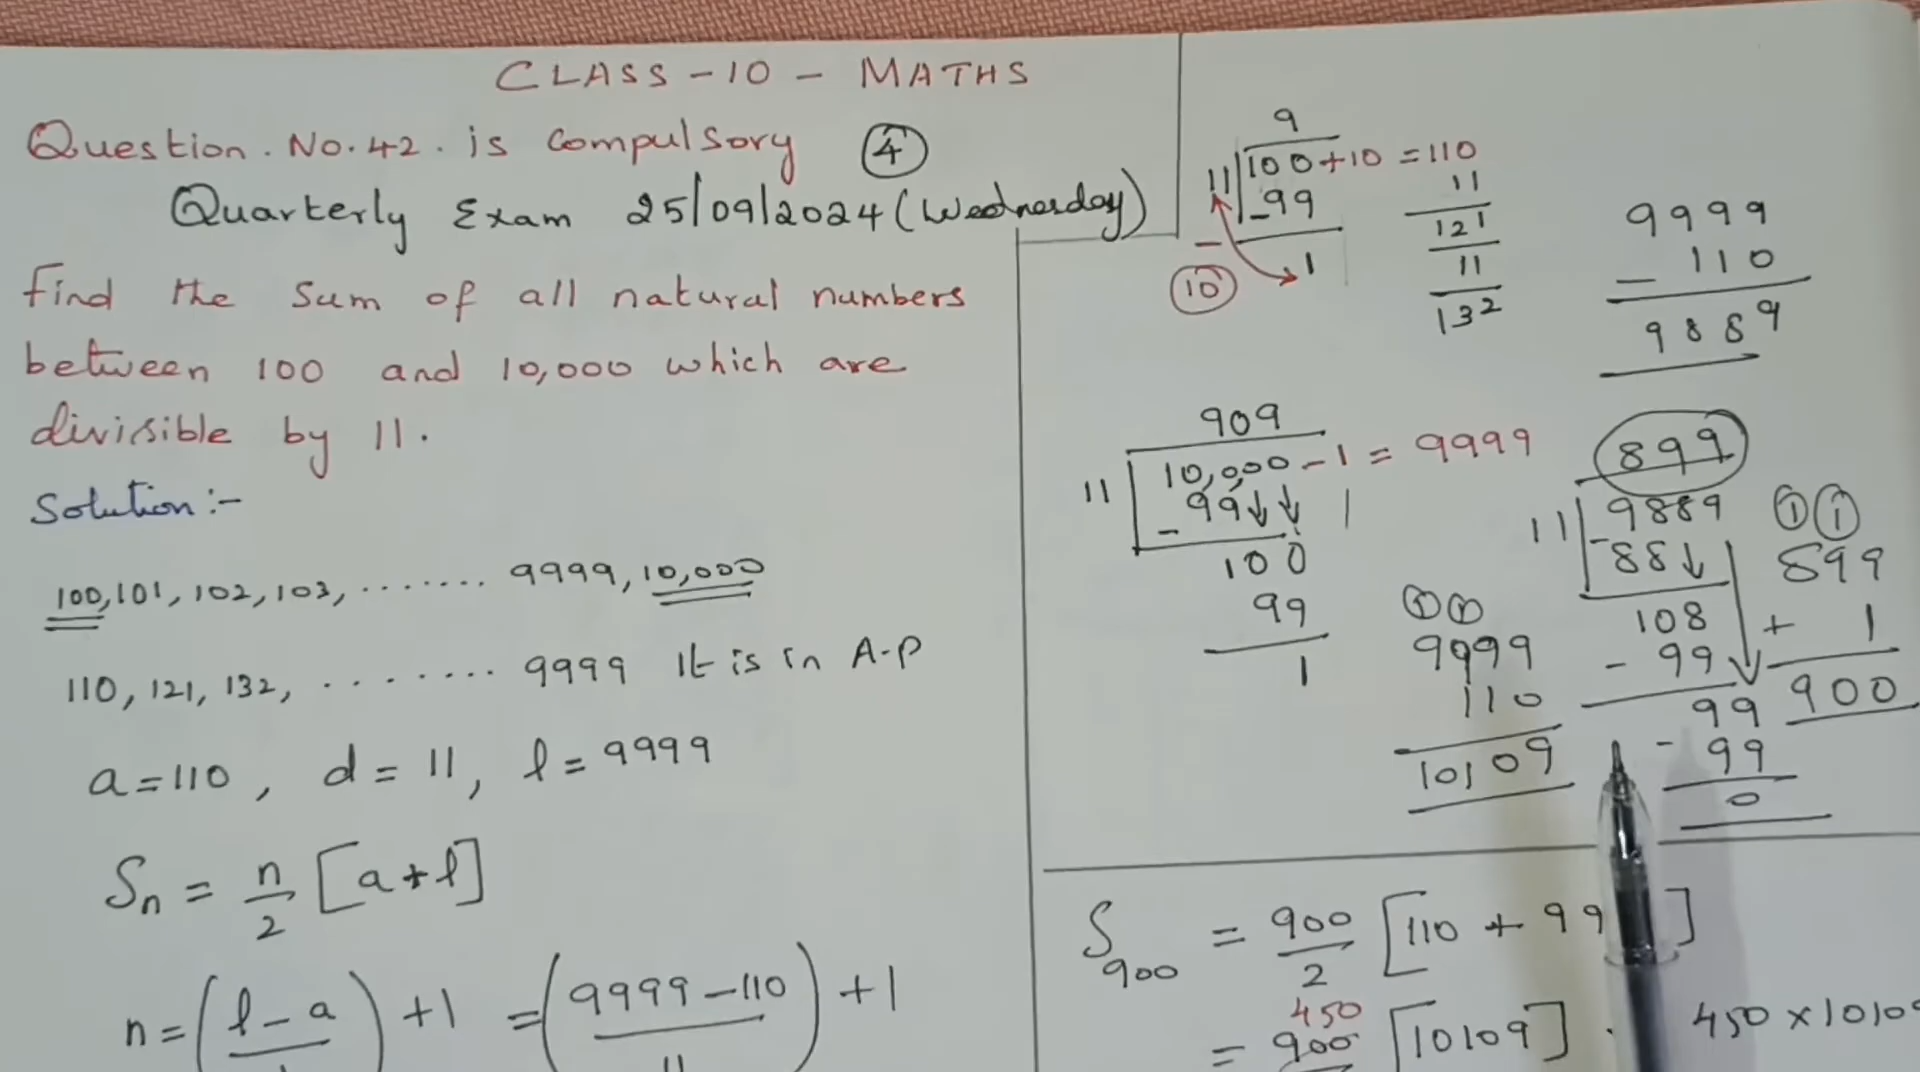 CLASS - 10 - MATHS
Question. No. 42. is Compulsory (4)
Quarterly Exam 25/09/2024 (Wednesday)
Find the sum of all natural numbers
between 100 and 10,000 which are
divisible by 11.
Solution :-
100, 101, 102, 103, ....... 9999, 10,000
110, 121, 132, ........ 9999 It is in A.P
a = 110, d = 11, l = 9999
Sn = n/2 [a + l]
n = (l - a / ) + 1 = (9999 - 110 / 11) + 1
9
11 100 + 10 = 110
- 99
1
- 10
11
121
11
132
9999
- 110
9889
909
11 10,000 - 1 = 9999
- 99 ↓↓
100
99
1
1 1
9999
110
10109
899
11 9889
- 88 ↓
108
- 99
99
- 99
0
1 1
899
+ 1
900
S900 = 900/2 [110 + 99 ]
450
= 900 [10109]
450 × 1010